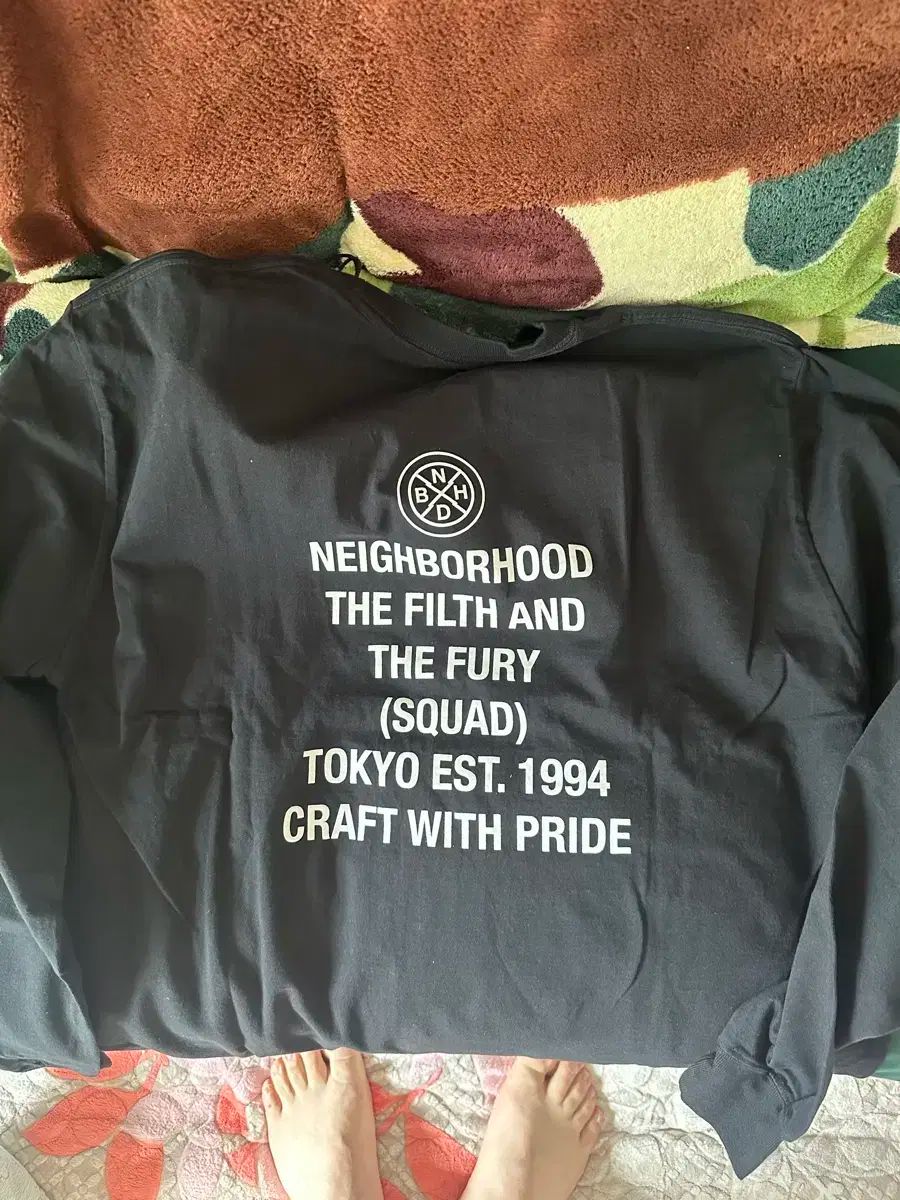 N
B H
D
NEIGHBORHOOD
THE FILTH AND
THE FURY
(SQUAD)
TOKYO EST. 1994
CRAFT WITH PRIDE